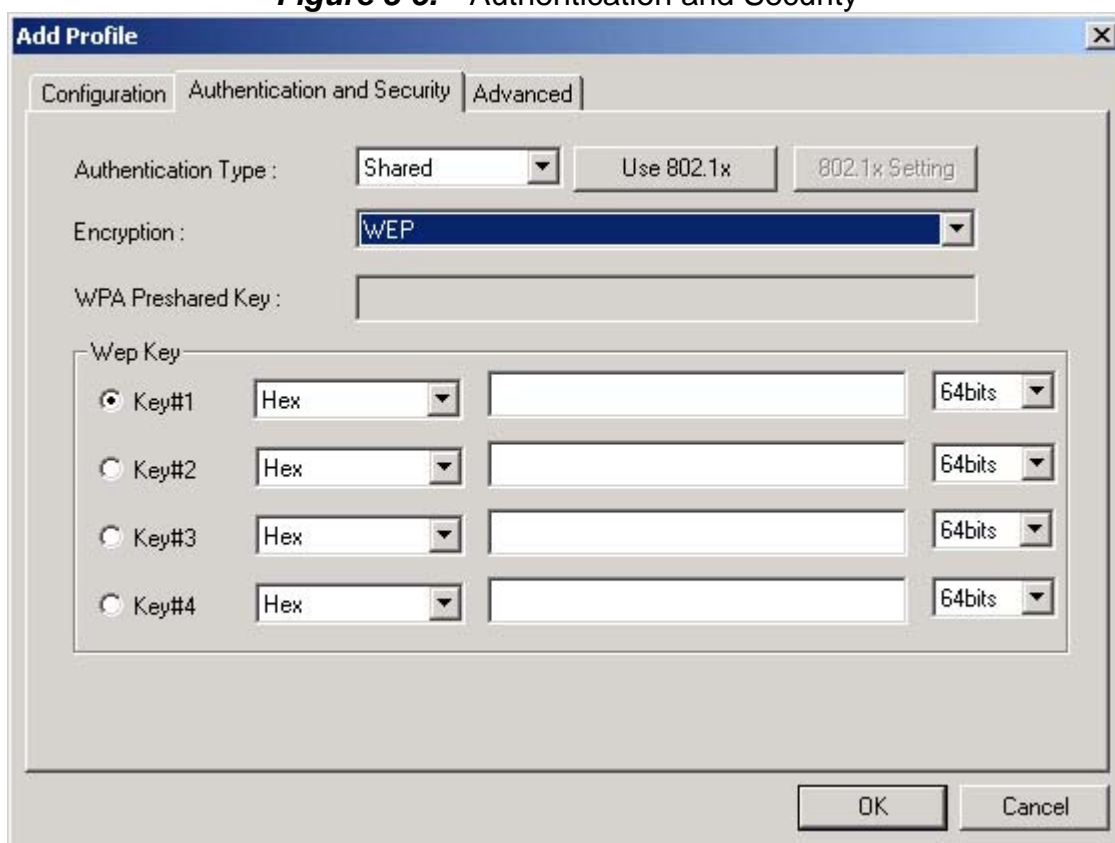 Authentication and Security
Add Profile
Configuration Authentication and Security Advanced
Authentication Type : Shared Use 802.1x 802.1x Setting
Encryption : WEP
WPA Preshared Key :
Wep Key
Key#1 Hex 64bits
Key#2 Hex 64bits
Key#3 Hex 64bits
Key#4 Hex 64bits
OK Cancel